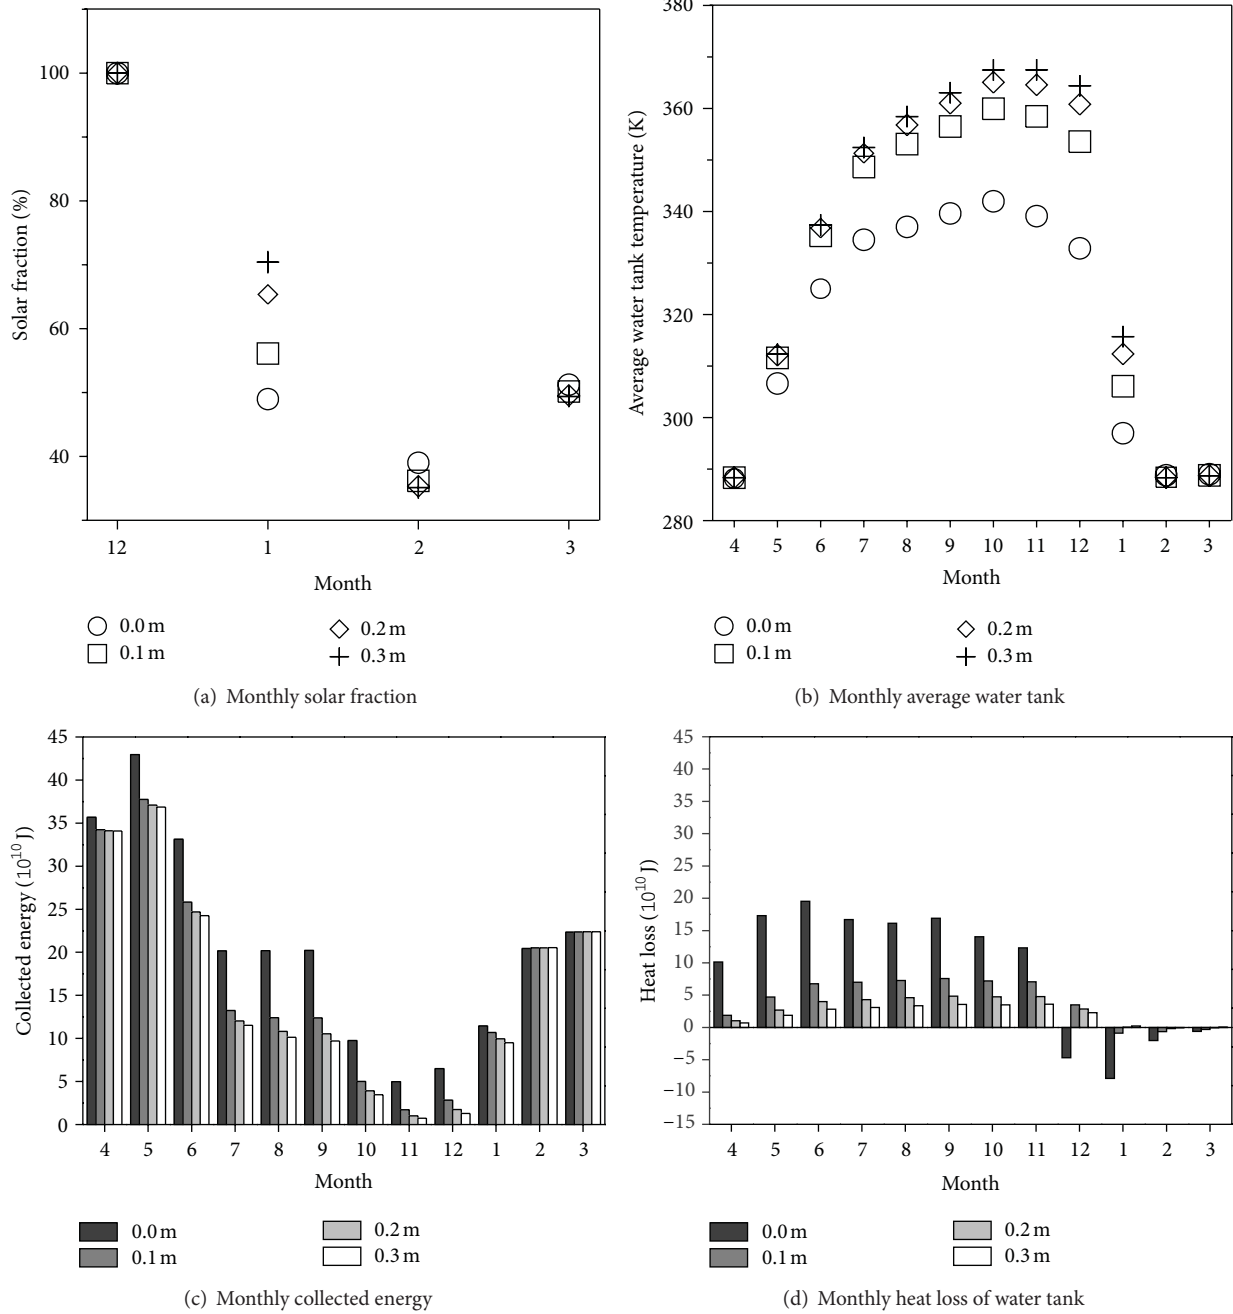 100
80
60
40
Solar fraction (%)
12 1 2 3
Month
0.0 m
0.1 m
0.2 m
0.3 m
(a) Monthly solar fraction
380
360
340
320
300
280
Average water tank temperature (K)
4 5 6 7 8 9 10 11 12 1 2 3
Month
0.0 m
0.1 m
0.2 m
0.3 m
(b) Monthly average water tank
45
40
35
30
25
20
15
10
5
0
Collected energy (10^10 J)
4 5 6 7 8 9 10 11 12 1 2 3
Month
0.0 m
0.1 m
0.2 m
0.3 m
(c) Monthly collected energy
45
40
35
30
25
20
15
10
5
0
−5
−10
−15
Heat loss (10^10 J)
4 5 6 7 8 9 10 11 12 1 2 3
Month
0.0 m
0.1 m
0.2 m
0.3 m
(d) Monthly heat loss of water tank